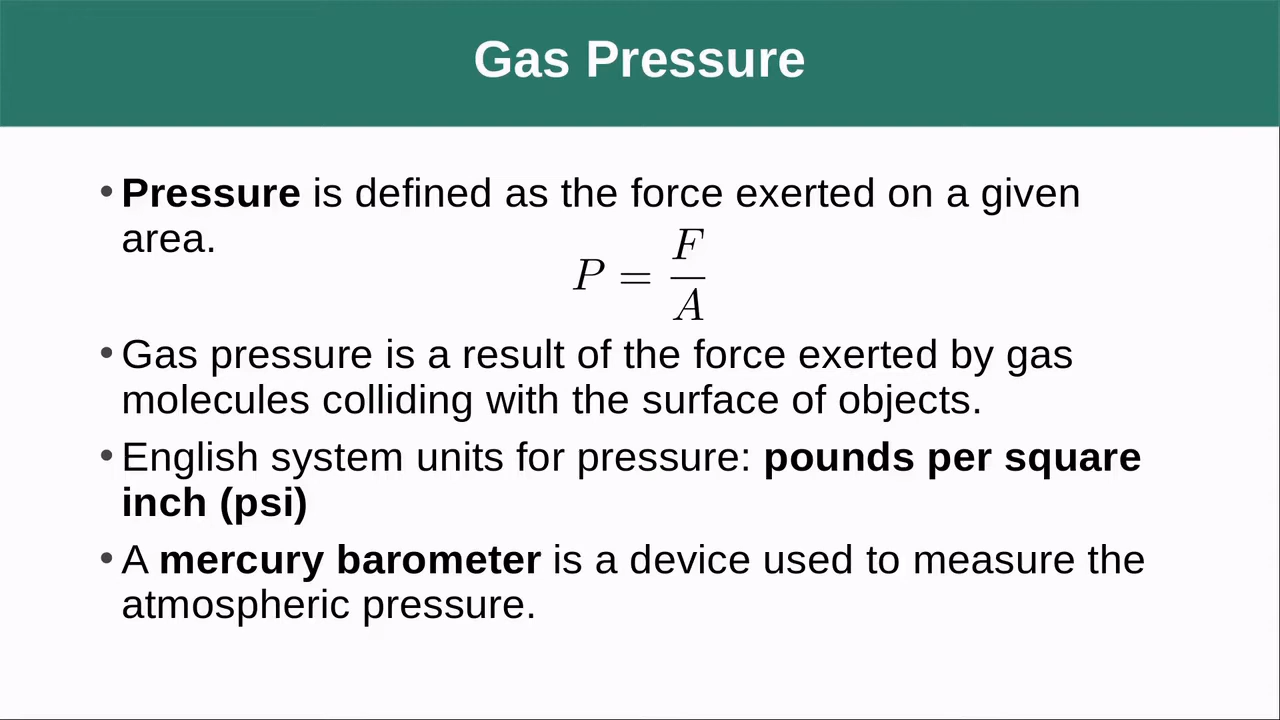 Gas Pressure
• Pressure is defined as the force exerted on a given
area.
P = F/A
• Gas pressure is a result of the force exerted by gas
molecules colliding with the surface of objects.
• English system units for pressure: pounds per square
inch (psi)
• A mercury barometer is a device used to measure the
atmospheric pressure.